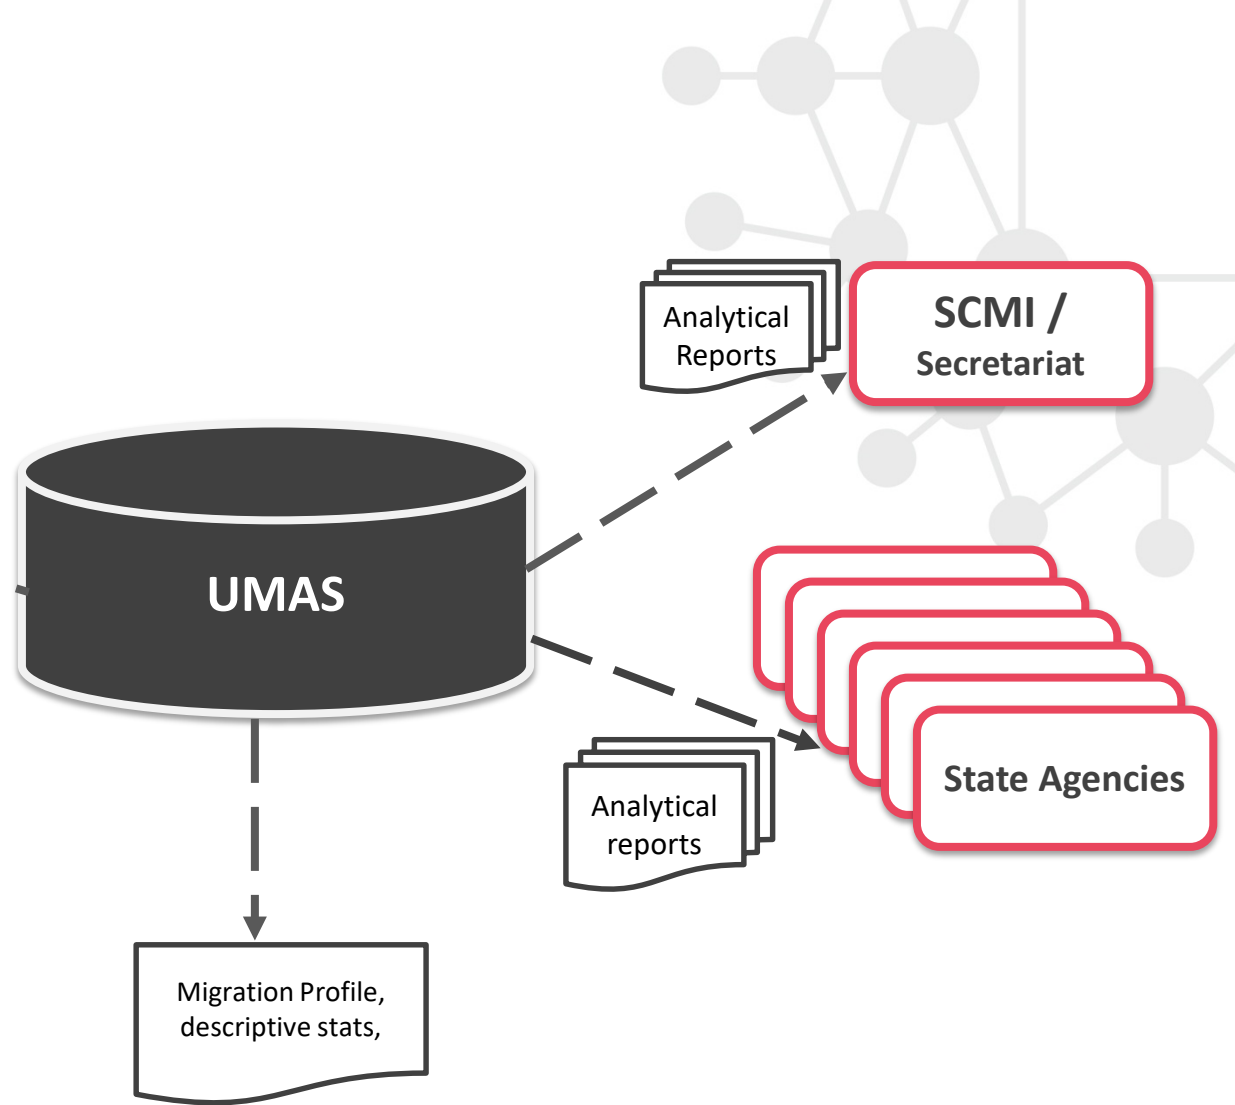 Analytical
Reports
SCMI /
Secretariat
UMAS
State Agencies
Analytical
reports
Migration Profile,
descriptive stats,